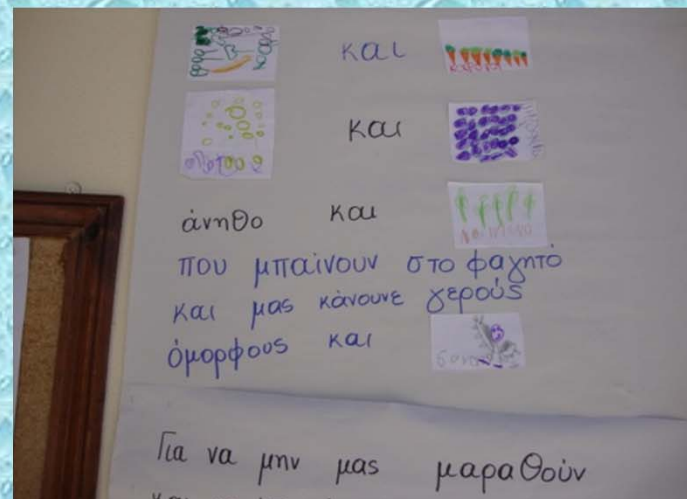 και
και
άνηθο και
που μπαίνουν στο φαγητό
και μας κάνουνε γερούς
όμορφους και
Για να μην μας μαραθούν